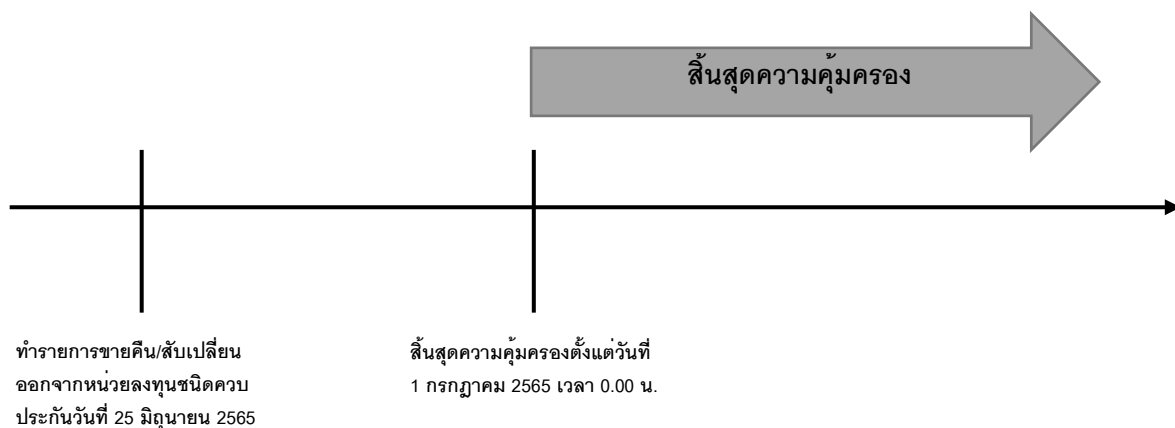 สิ้นสุดความคุ้มครอง
ทำรายการขายคืน/สับเปลี่ยน
ออกจากหน่วยลงทุนชนิดควบ
ประกันวันที่ 25 มิถุนายน 2565
สิ้นสุดความคุ้มครองตั้งแต่วันที่
1 กรกฎาคม 2565 เวลา 0.00 น.